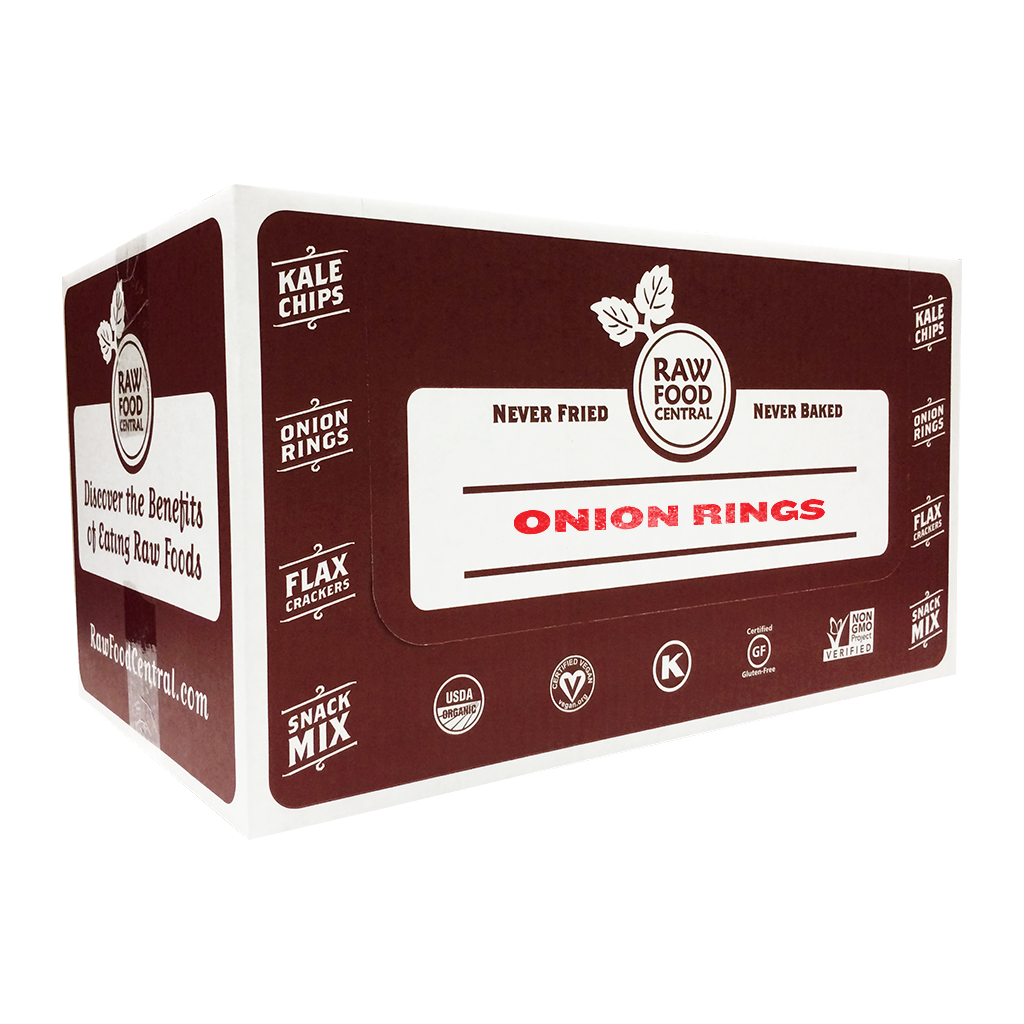 RAW
FOOD
CENTRAL
Discover the Benefits
of Eating Raw Foods
RawFoodCentral.com
KALE
CHIPS
ONION
RINGS
FLAX
CRACKERS
SNACK
MIX
RAW
FOOD
CENTRAL
NEVER FRIED
NEVER BAKED
ONION RINGS
USDA
ORGANIC
CERTIFIED VEGAN
vegan.org
K
Certified
GF
Gluten-Free
NON
GMO
Project
VERIFIED
KALE
CHIPS
ONION
RINGS
FLAX
CRACKERS
SNACK
MIX